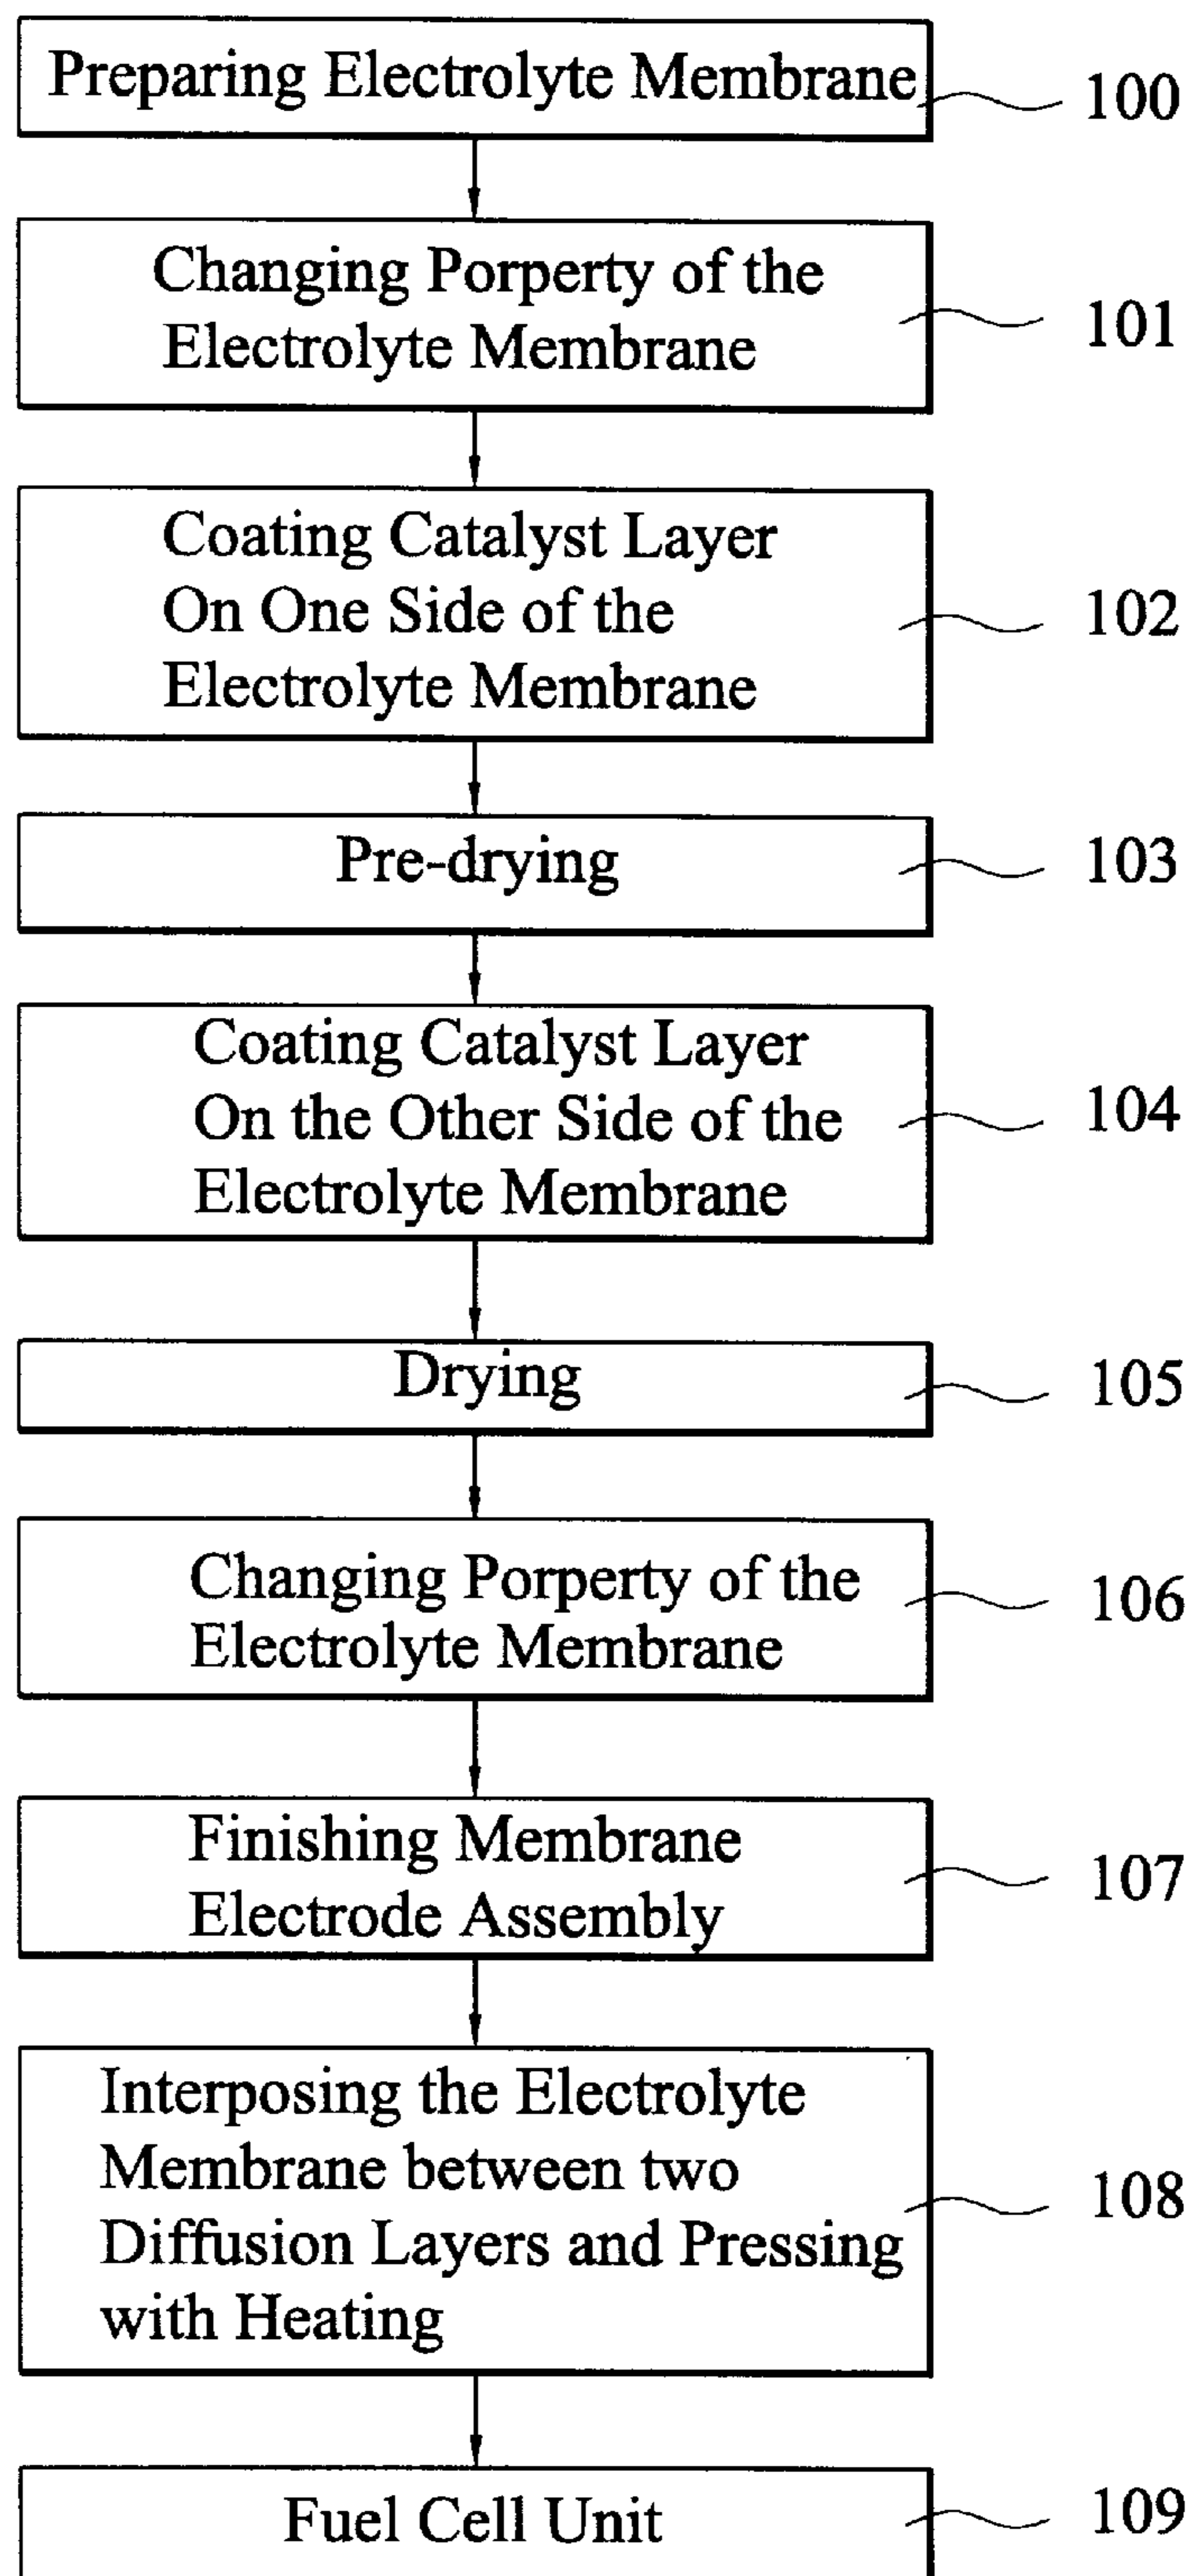 Preparing Electrolyte Membrane
100
Changing Porperty of the
Electrolyte Membrane
101
Coating Catalyst Layer
On One Side of the
Electrolyte Membrane
102
Pre-drying
103
Coating Catalyst Layer
On the Other Side of the
Electrolyte Membrane
104
Drying
105
Changing Porperty of the
Electrolyte Membrane
106
Finishing Membrane
Electrode Assembly
107
Interposing the Electrolyte
Membrane between two
Diffusion Layers and Pressing
with Heating
108
Fuel Cell Unit
109